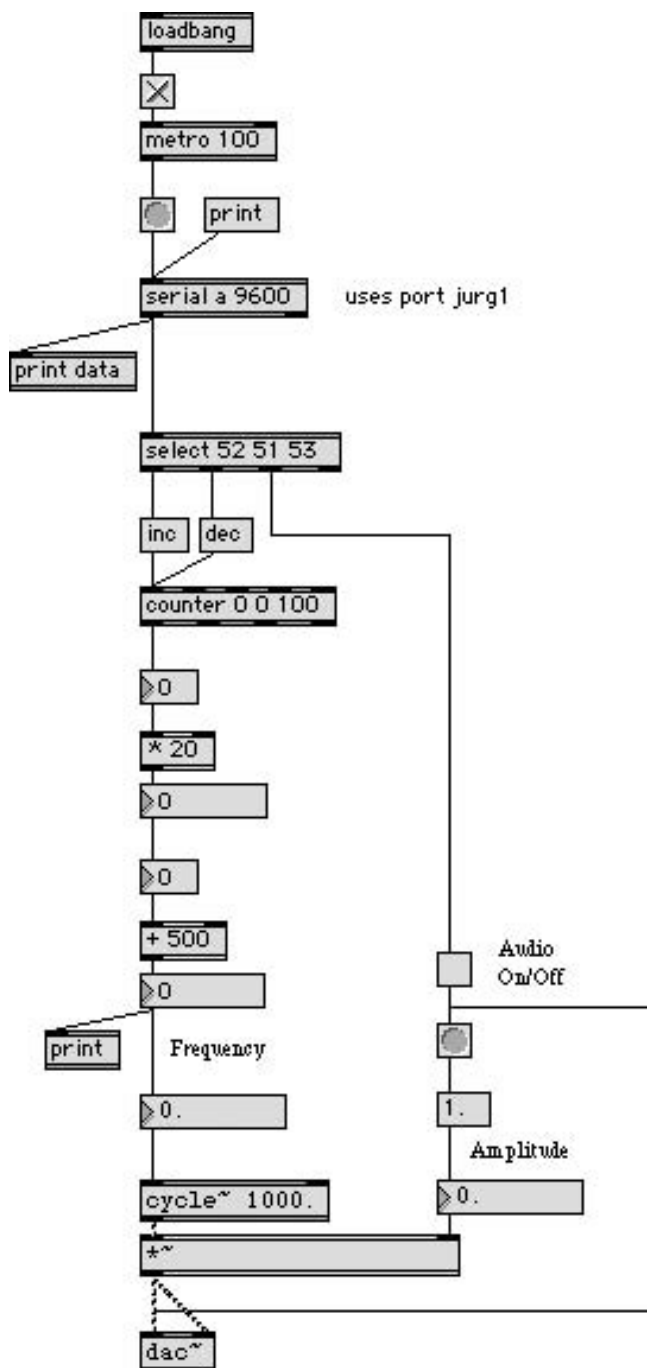 loadbang
metro 100
print
serial a 9600
uses port jurg1
print data
select 52 51 53
inc
dec
counter 0 0 100
0
* 20
0
0
+ 500
Audio
On/Off
0
print
Frequency
0.
1.
Amplitude
cycle~ 1000.
0.
*~
dac~